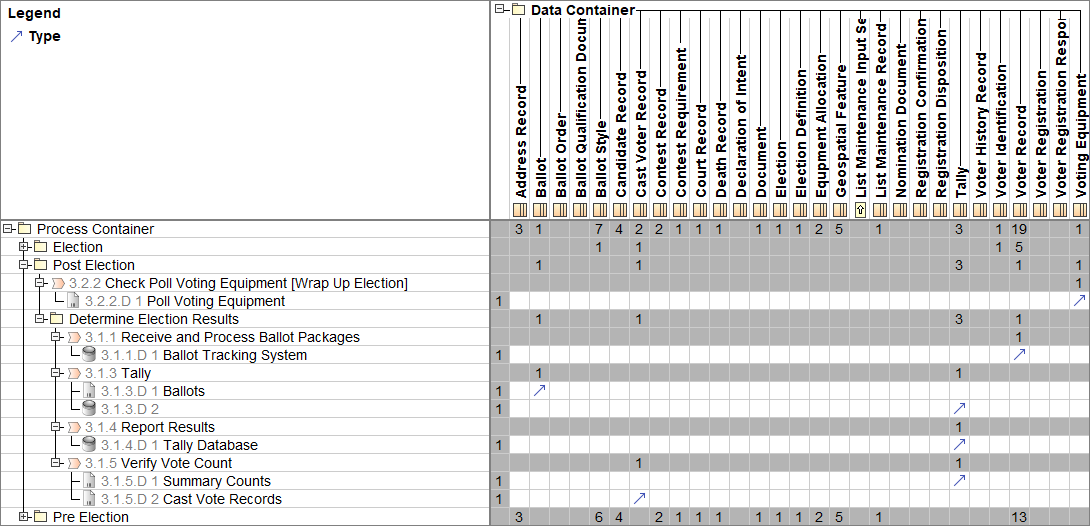 Legend
Type
Data Container
Address Record
Ballot
Ballot Order
Ballot Qualification Docum
Ballot Style
Candidate Record
Cast Voter Record
Contest Record
Contest Requirement
Court Record
Death Record
Declaration of Intent
Document
Election
Election Definition
Equpment Allocation
Geospatial Feature
List Maintenance Input Se
List Maintenance Record
Nomination Document
Registration Confirmation
Registration Disposition
Tally
Voter History Record
Voter Identification
Voter Record
Voter Registration
Voter Registration Respor
Voting Equipment
Process Container 3 1 7 4 2 2 1 1 1 1 1 1 2 5 1 3 1 19 1
Election 1 1 1 5
Post Election 1 1 3 1 1
3.2.2 Check Poll Voting Equipment [Wrap Up Election] 1
3.2.2.D 1 Poll Voting Equipment 1
Determine Election Results 1 1 3 1
3.1.1 Receive and Process Ballot Packages 1
3.1.1.D 1 Ballot Tracking System 1
3.1.3 Tally 1 1
3.1.3.D 1 Ballots 1
3.1.3.D 2 1
3.1.4 Report Results 1
3.1.4.D 1 Tally Database 1
3.1.5 Verify Vote Count 1 1
3.1.5.D 1 Summary Counts 1
3.1.5.D 2 Cast Vote Records 1
Pre Election 3 6 4 2 1 1 1 1 1 1 2 5 1 13